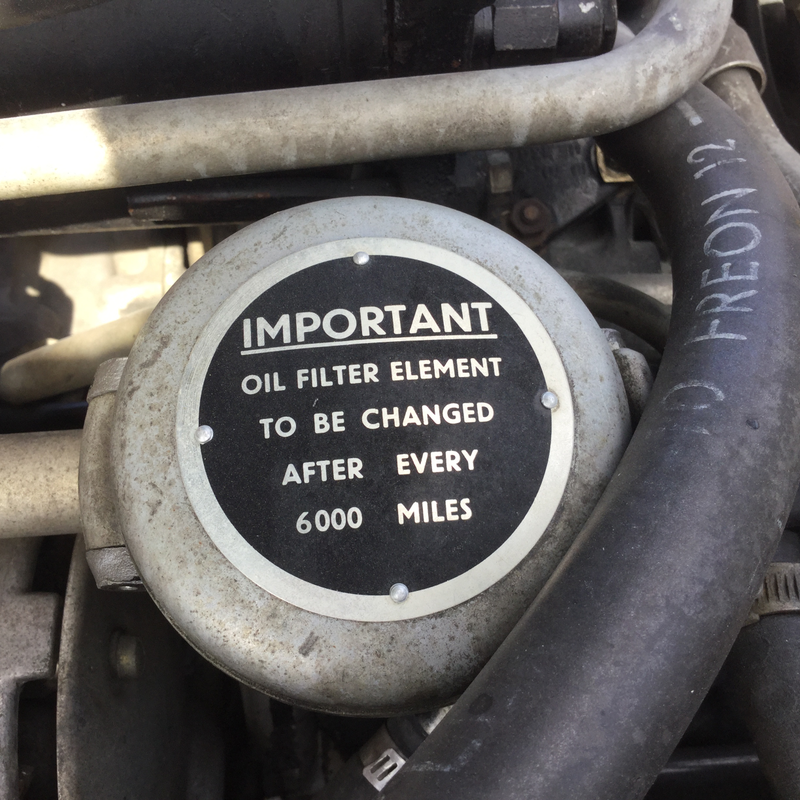 IMPORTANT
OIL FILTER ELEMENT
TO BE CHANGED
AFTER EVERY
6000 MILES
FREON 12